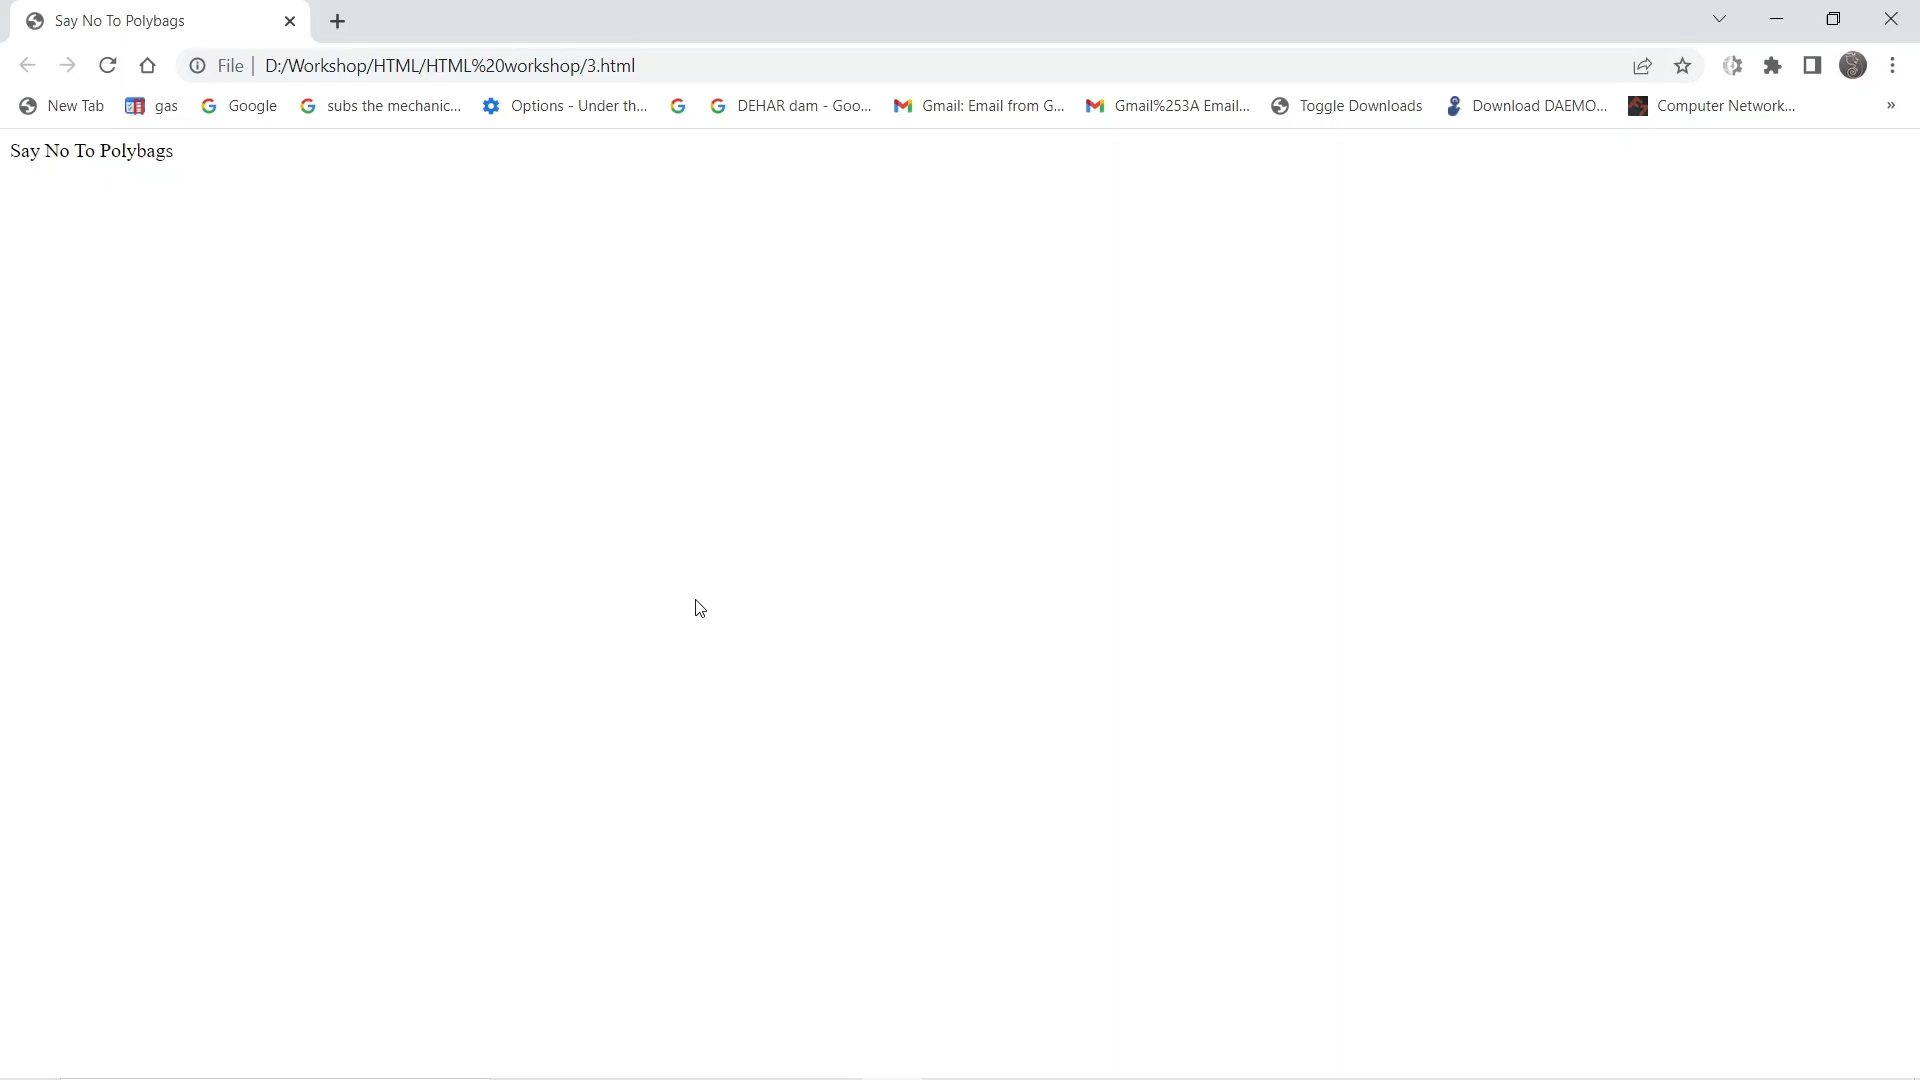 Say No To Polybags
File D:/Workshop/HTML/HTML%20workshop/3.html
New Tab gas Google subs the mechanic... Options - Under th... DEHAR dam - Goo... Gmail: Email from G... Gmail%253A Email... Toggle Downloads Download DAEMO... Computer Network... »
Say No To Polybags